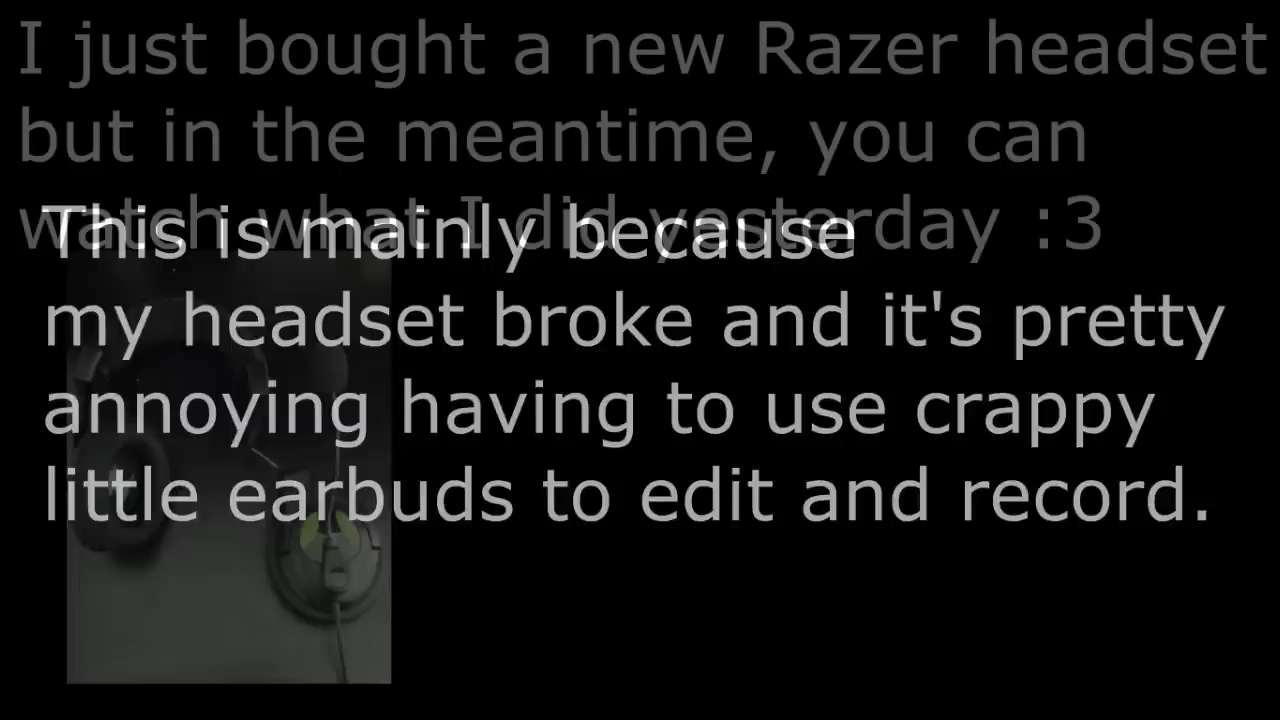 I just bought a new Razer headset
but in the meantime, you can
watch what I did yesterday :3
This is mainly because
my headset broke and it's pretty
annoying having to use crappy
little earbuds to edit and record.